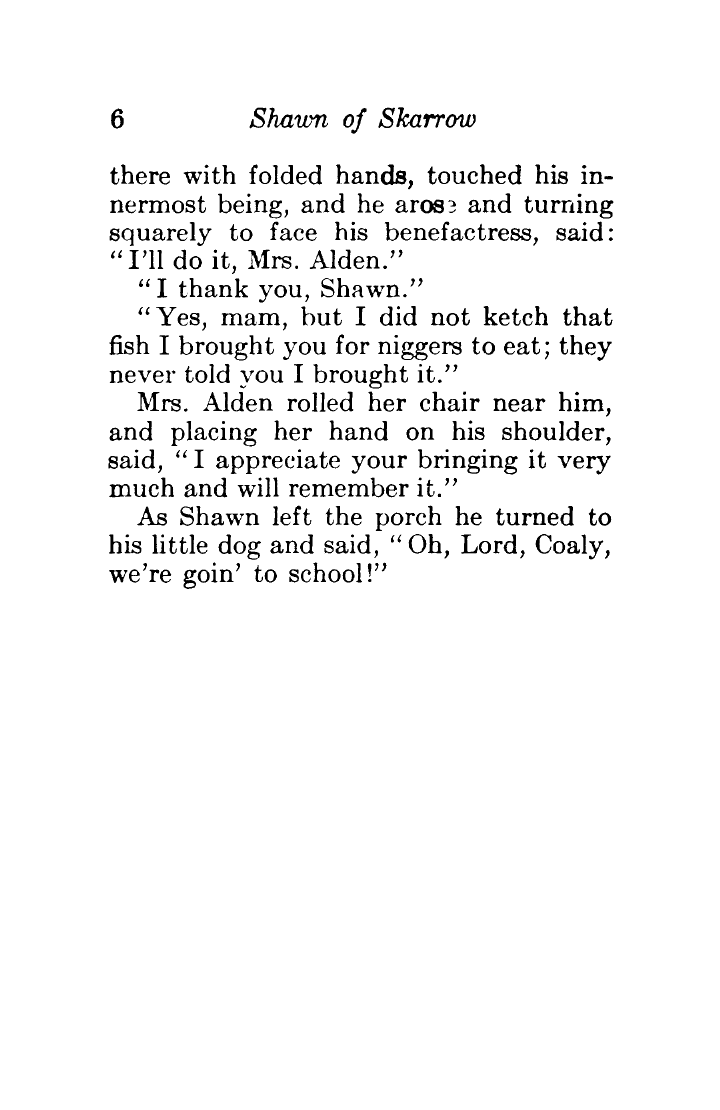 6 Shawn of Skarrow
there with folded hands, touched his in-
nermost being, and he arose and turning
squarely to face his benefactress, said:
"I'll do it, Mrs. Alden."
"I thank you, Shawn."
"Yes, mam, but I did not ketch that
fish I brought you for niggers to eat; they
never told you I brought it."
Mrs. Alden rolled her chair near him,
and placing her hand on his shoulder,
said, "I appreciate your bringing it very
much and will remember it."
As Shawn left the porch he turned to
his little dog and said, "Oh, Lord, Coaly,
we're goin' to school!"